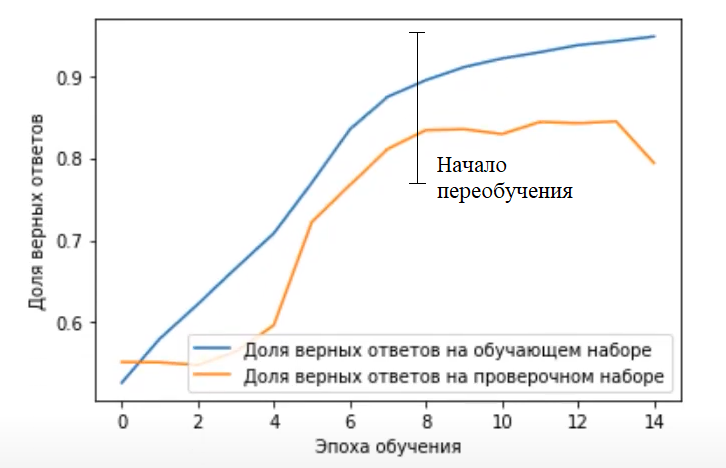 0.9
0.8
0.7
0.6
Доля верных ответов
Начало
переобучения
Доля верных ответов на обучающем наборе
Доля верных ответов на проверочном наборе
0 2 4 6 8 10 12 14
Эпоха обучения